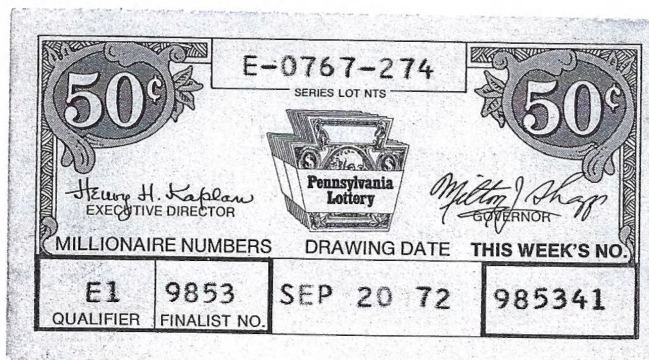 E-0767-274
SERIES LOT NTS
50¢ 50¢
Pennsylvania
Lottery
Henry H. Kaplan
EXECUTIVE DIRECTOR
Milton J Shapp
GOVERNOR
MILLIONAIRE NUMBERS DRAWING DATE THIS WEEK'S NO.
E1 9853 SEP 20 72 985341
QUALIFIER FINALIST NO.